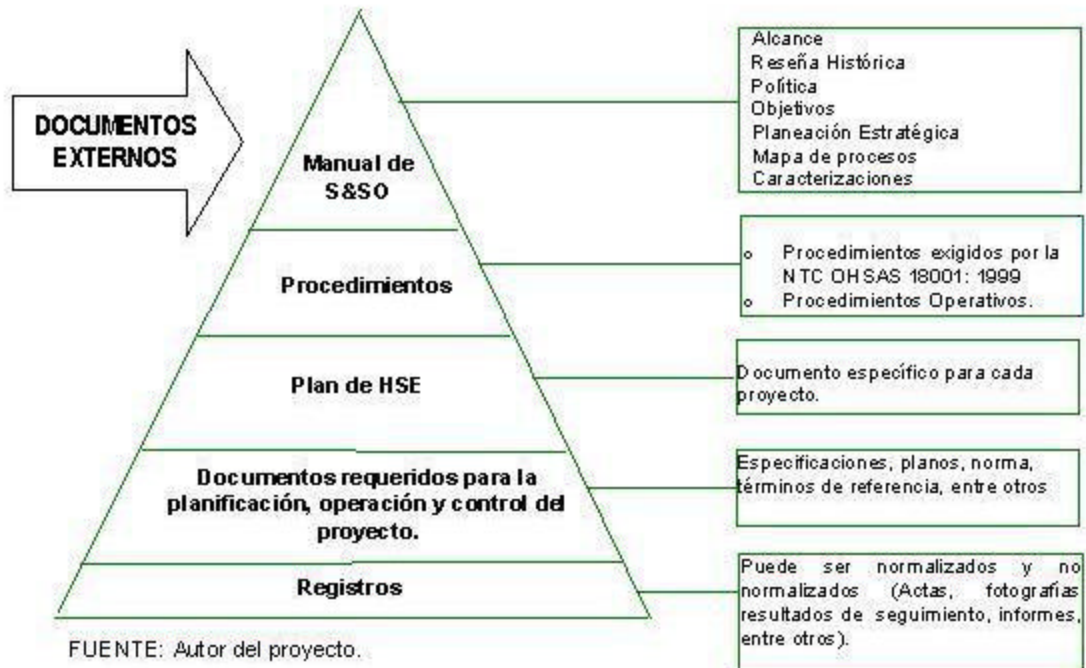 DOCUMENTOS
EXTERNOS
Manual de
S&SO
Alcance
Reseña Histórica
Política
Objetivos
Planeación Estratégica
Mapa de procesos
Caracterizaciones
Procedimientos
o Procedimientos exigidos por la
NTC OHSAS 18001: 1999
o Procedimientos Operativos.
Plan de HSE
Documento específico para cada
proyecto.
Documentos requeridos para la
planificación, operación y control del
proyecto.
Especificaciones, planos, norma,
términos de referencia, entre otros
Registros
Puede ser normalizados y no
normalizados (Actas, fotografías
resultados de seguimiento, informes,
entre otros).
FUENTE: Autor del proyecto.